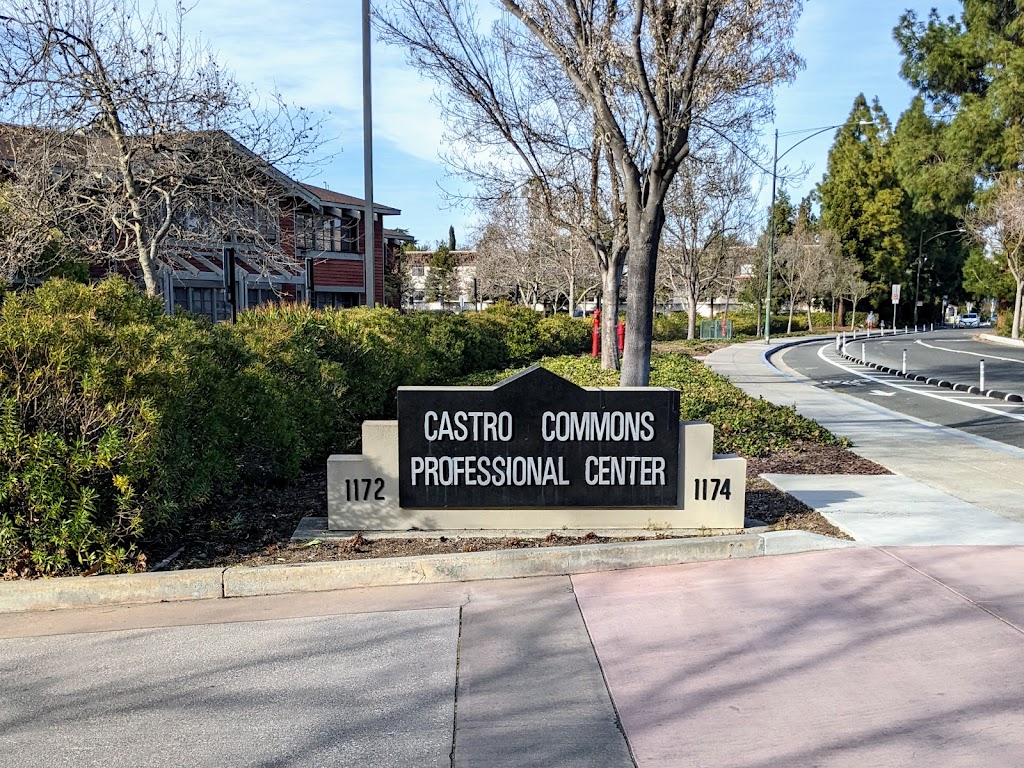 CASTRO COMMONS
PROFESSIONAL CENTER
1172
1174